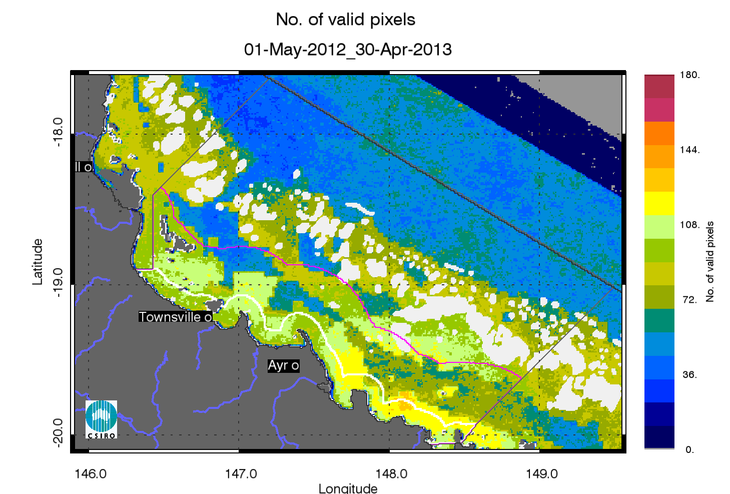 No. of valid pixels
01-May-2012_30-Apr-2013
180.
144.
108.
72.
36.
0.
No. of valid pixels
-18.0
-19.0
-20.0
Latitude
ll o
Townsville o
Ayr o
CSIRO
146.0 147.0 148.0 149.0
Longitude